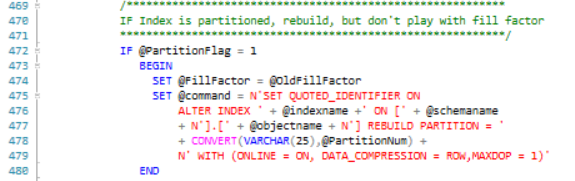 469 /************************************************************
470 IF Index is partitioned, rebuild, but don't play with fill factor
471 ************************************************************/
472 IF @PartitionFlag = 1
473 BEGIN
474 SET @FillFactor = @OldFillFactor
475 SET @command = N'SET QUOTED_IDENTIFIER ON
476 ALTER INDEX ' + @indexname +' ON [' + @schemaname
477 + N'].[' + @objectname + N'] REBUILD PARTITION = '
478 + CONVERT(VARCHAR(25),@PartitionNum) +
479 N' WITH (ONLINE = ON, DATA_COMPRESSION = ROW,MAXDOP = 1)'
480 END